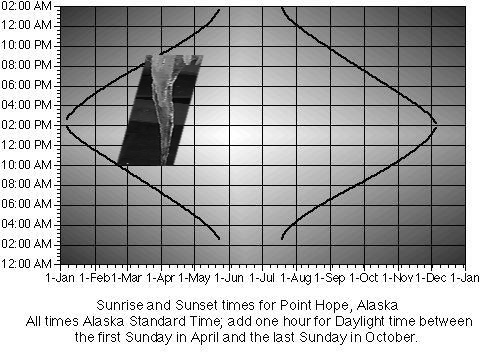 02:00 AM
12:00 AM
10:00 PM
08:00 PM
06:00 PM
04:00 PM
02:00 PM
12:00 PM
10:00 AM
08:00 AM
06:00 AM
04:00 AM
02:00 AM
12:00 AM
1-Jan 1-Feb 1-Mar 1-Apr 1-May 1-Jun 1-Jul 1-Aug 1-Sep 1-Oct 1-Nov 1-Dec 1-Jan
Sunrise and Sunset times for Point Hope, Alaska
All times Alaska Standard Time; add one hour for Daylight time between
the first Sunday in April and the last Sunday in October.